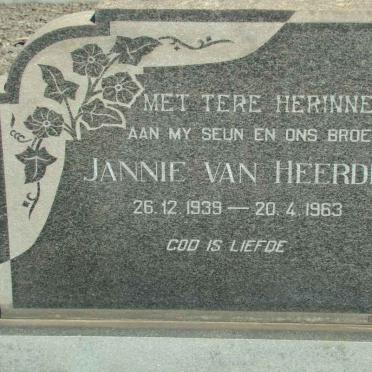 MET TERE HERINNE
AAN MY SEUN EN ONS BROE
JANNIE VAN HEERD
26.12.1939 — 20.4.1963
GOD IS LIEFDE